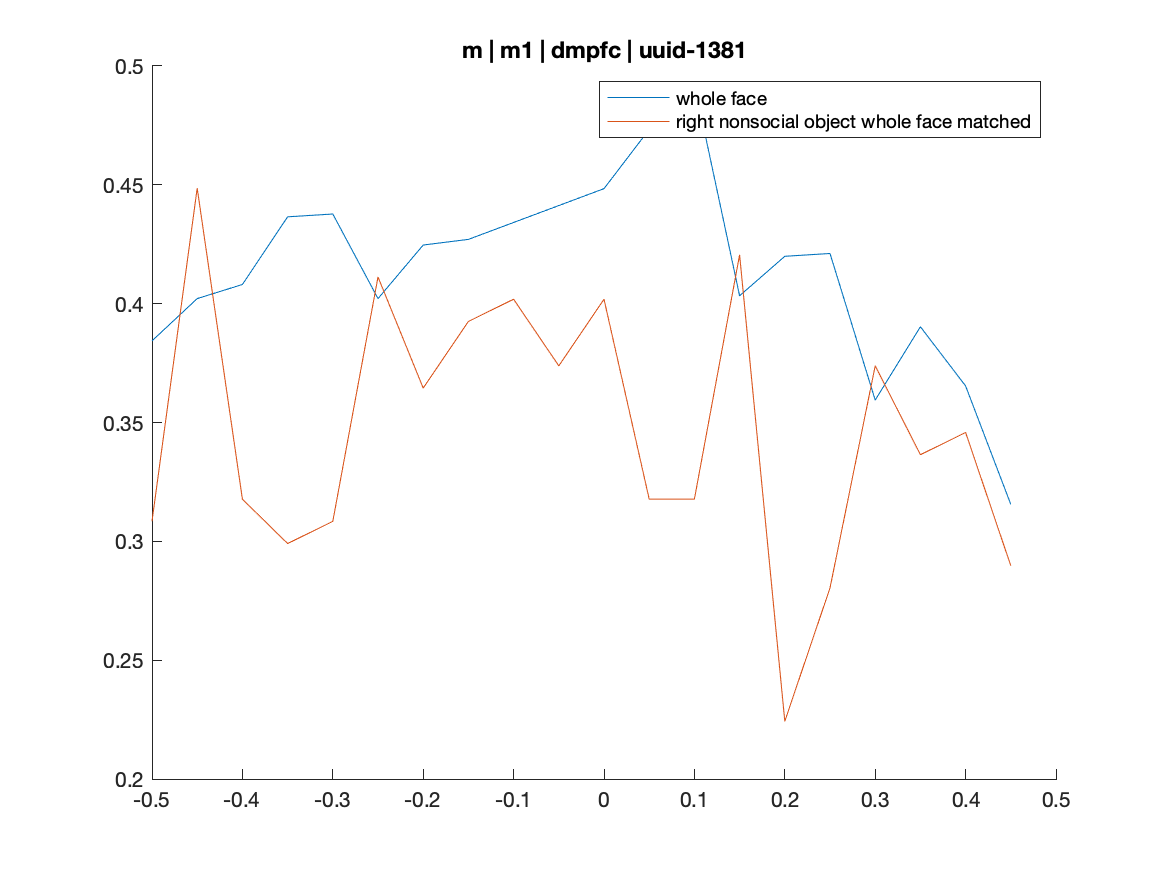 m | m1 | dmpfc | uuid-1381
whole face
right nonsocial object whole face matched
0.5
0.45
0.4
0.35
0.3
0.25
0.2
-0.5 -0.4 -0.3 -0.2 -0.1 0 0.1 0.2 0.3 0.4 0.5